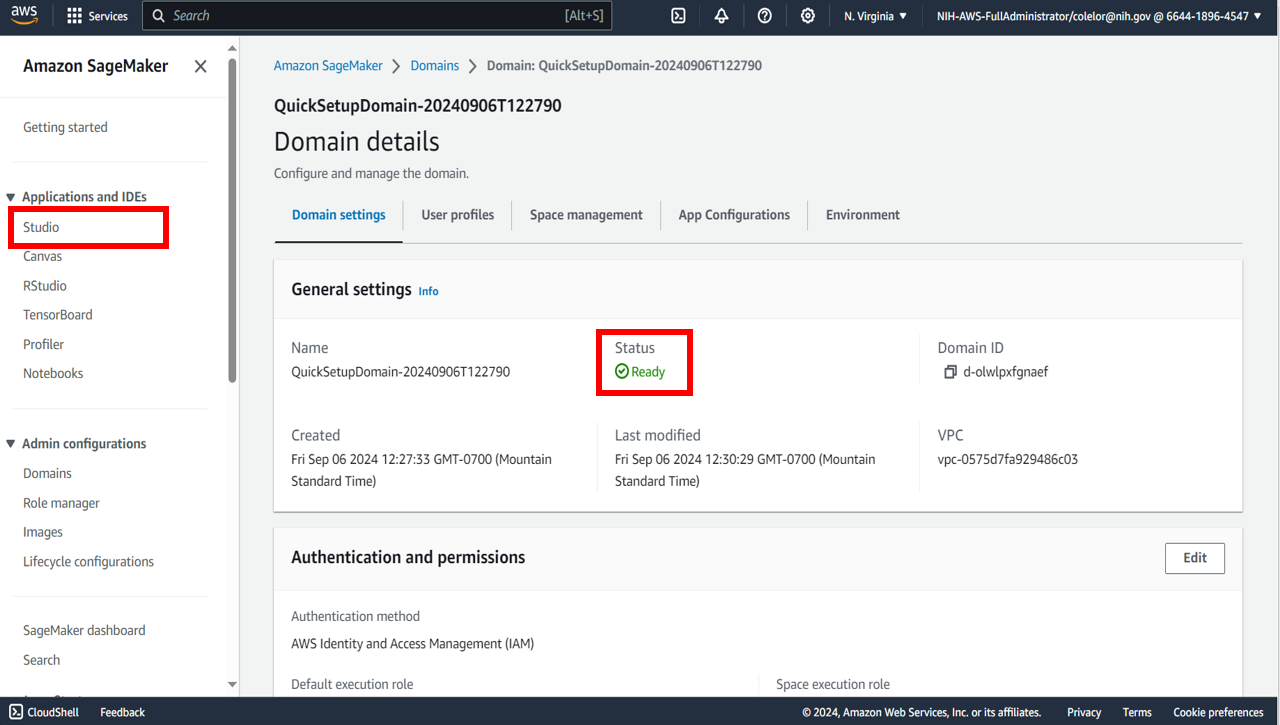 aws
Services
Search
[Alt+S]
N. Virginia
NIH-AWS-FullAdministrator/colelor@nih.gov @ 6644-1896-4547
Amazon SageMaker
Getting started
Applications and IDEs
Studio
Canvas
RStudio
TensorBoard
Profiler
Notebooks
Admin configurations
Domains
Role manager
Images
Lifecycle configurations
SageMaker dashboard
Search
Amazon SageMaker
Domains
Domain: QuickSetupDomain-20240906T122790
QuickSetupDomain-20240906T122790
Domain details
Configure and manage the domain.
Domain settings
User profiles
Space management
App Configurations
Environment
General settings Info
Name
QuickSetupDomain-20240906T122790
Status
Ready
Domain ID
d-olwlpxfgnaef
Created
Fri Sep 06 2024 12:27:33 GMT-0700 (Mountain
Standard Time)
Last modified
Fri Sep 06 2024 12:30:29 GMT-0700 (Mountain
Standard Time)
VPC
vpc-0575d7fa929486c03
Authentication and permissions
Edit
Authentication method
AWS Identity and Access Management (IAM)
Default execution role
Space execution role
CloudShell
Feedback
© 2024, Amazon Web Services, Inc. or its affiliates.
Privacy
Terms
Cookie preferences